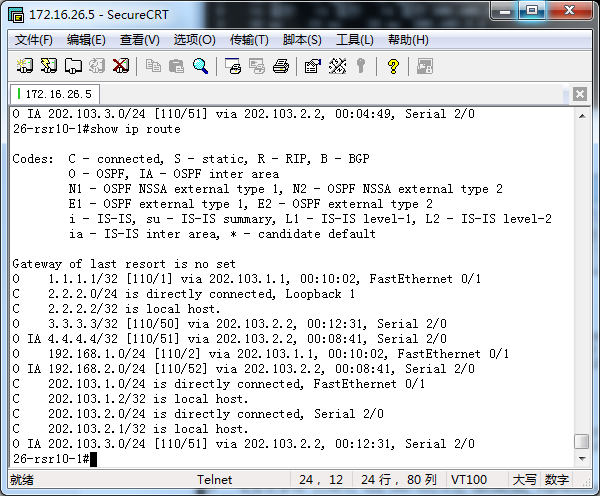 172.16.26.5 - SecureCRT
文件(F) 编辑(E) 查看(V) 选项(O) 传输(T) 脚本(S) 工具(L) 帮助(H)
172.16.26.5
O IA 202.103.3.0/24 [110/51] via 202.103.2.2, 00:04:49, Serial 2/0
26-rsr10-1#show ip route

Codes:  C - connected, S - static, R - RIP, B - BGP
        O - OSPF, IA - OSPF inter area
        N1 - OSPF NSSA external type 1, N2 - OSPF NSSA external type 2
        E1 - OSPF external type 1, E2 - OSPF external type 2
        i - IS-IS, su - IS-IS summary, L1 - IS-IS level-1, L2 - IS-IS level-2
        ia - IS-IS inter area, * - candidate default

Gateway of last resort is no set
O    1.1.1.1/32 [110/1] via 202.103.1.1, 00:10:02, FastEthernet 0/1
C    2.2.2.0/24 is directly connected, Loopback 1
C    2.2.2.2/32 is local host.
O    3.3.3.3/32 [110/50] via 202.103.2.2, 00:12:31, Serial 2/0
O IA 4.4.4.4/32 [110/51] via 202.103.2.2, 00:08:41, Serial 2/0
O    192.168.1.0/24 [110/2] via 202.103.1.1, 00:10:02, FastEthernet 0/1
O IA 192.168.2.0/24 [110/52] via 202.103.2.2, 00:08:41, Serial 2/0
C    202.103.1.0/24 is directly connected, FastEthernet 0/1
C    202.103.1.2/32 is local host.
C    202.103.2.0/24 is directly connected, Serial 2/0
C    202.103.2.1/32 is local host.
O IA 202.103.3.0/24 [110/51] via 202.103.2.2, 00:12:31, Serial 2/0
26-rsr10-1#
就绪 Telnet 24, 12 24 行, 80 列 VT100 大写 数字